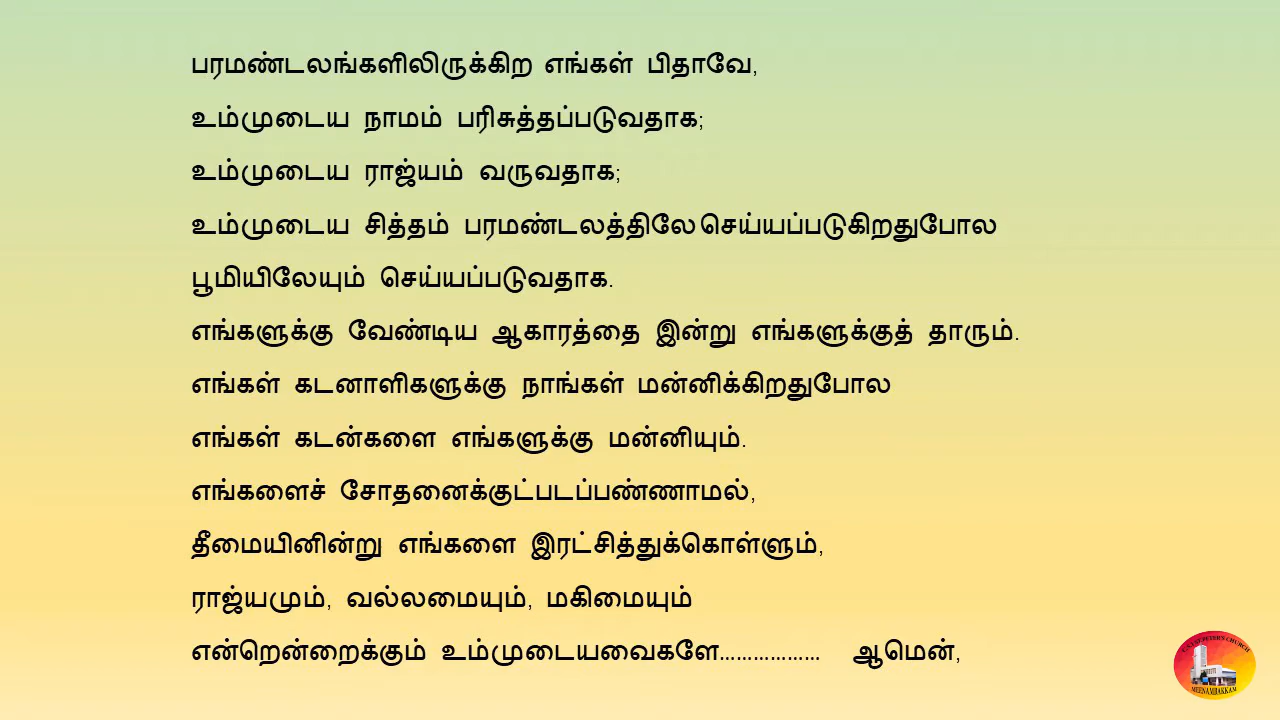 பரமண்டலங்களிலிருக்கிற எங்கள் பிதாவே,
உம்முடைய நாமம் பரிசுத்தப்படுவதாக;
உம்முடைய ராஜ்யம் வருவதாக;
உம்முடைய சித்தம் பரமண்டலத்திலே செய்யப்படுகிறதுபோல
பூமியிலேயும் செய்யப்படுவதாக.
எங்களுக்கு வேண்டிய ஆகாரத்தை இன்று எங்களுக்குத் தாரும்.
எங்கள் கடனாளிகளுக்கு நாங்கள் மன்னிக்கிறதுபோல
எங்கள் கடன்களை எங்களுக்கு மன்னியும்.
எங்களைச் சோதனைக்குட்படப்பண்ணாமல்,
தீமையினின்று எங்களை இரட்சித்துக்கொள்ளும்,
ராஜ்யமும், வல்லமையும், மகிமையும்
என்றென்றைக்கும் உம்முடையவைகளே.................. ஆமென்,
CHURCH
MEENAMBAKKAM